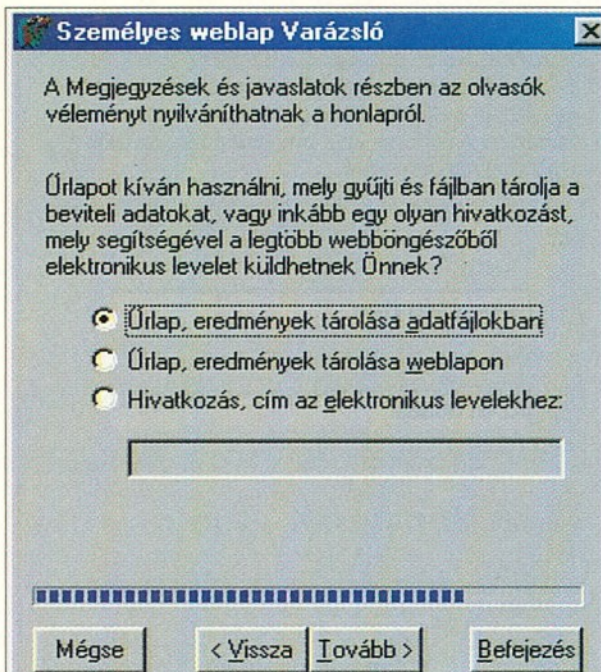 Személyes weblap Varázsló
A Megjegyzések és javaslatok részben az olvasók
véleményt nyilváníthatnak a honlapról.
Űrlapot kíván használni, mely gyűjti és fájlban tárolja a
beviteli adatokat, vagy inkább egy olyan hivatkozást,
mely segítségével a legtöbb webböngészőből
elektronikus levelet küldhetnek Önnek?
Űrlap, eredmények tárolása adatfájlokban
Űrlap, eredmények tárolása weblapon
Hivatkozás, cím az elektronikus levelekhez:
Mégse < Vissza Tovább > Befejezés